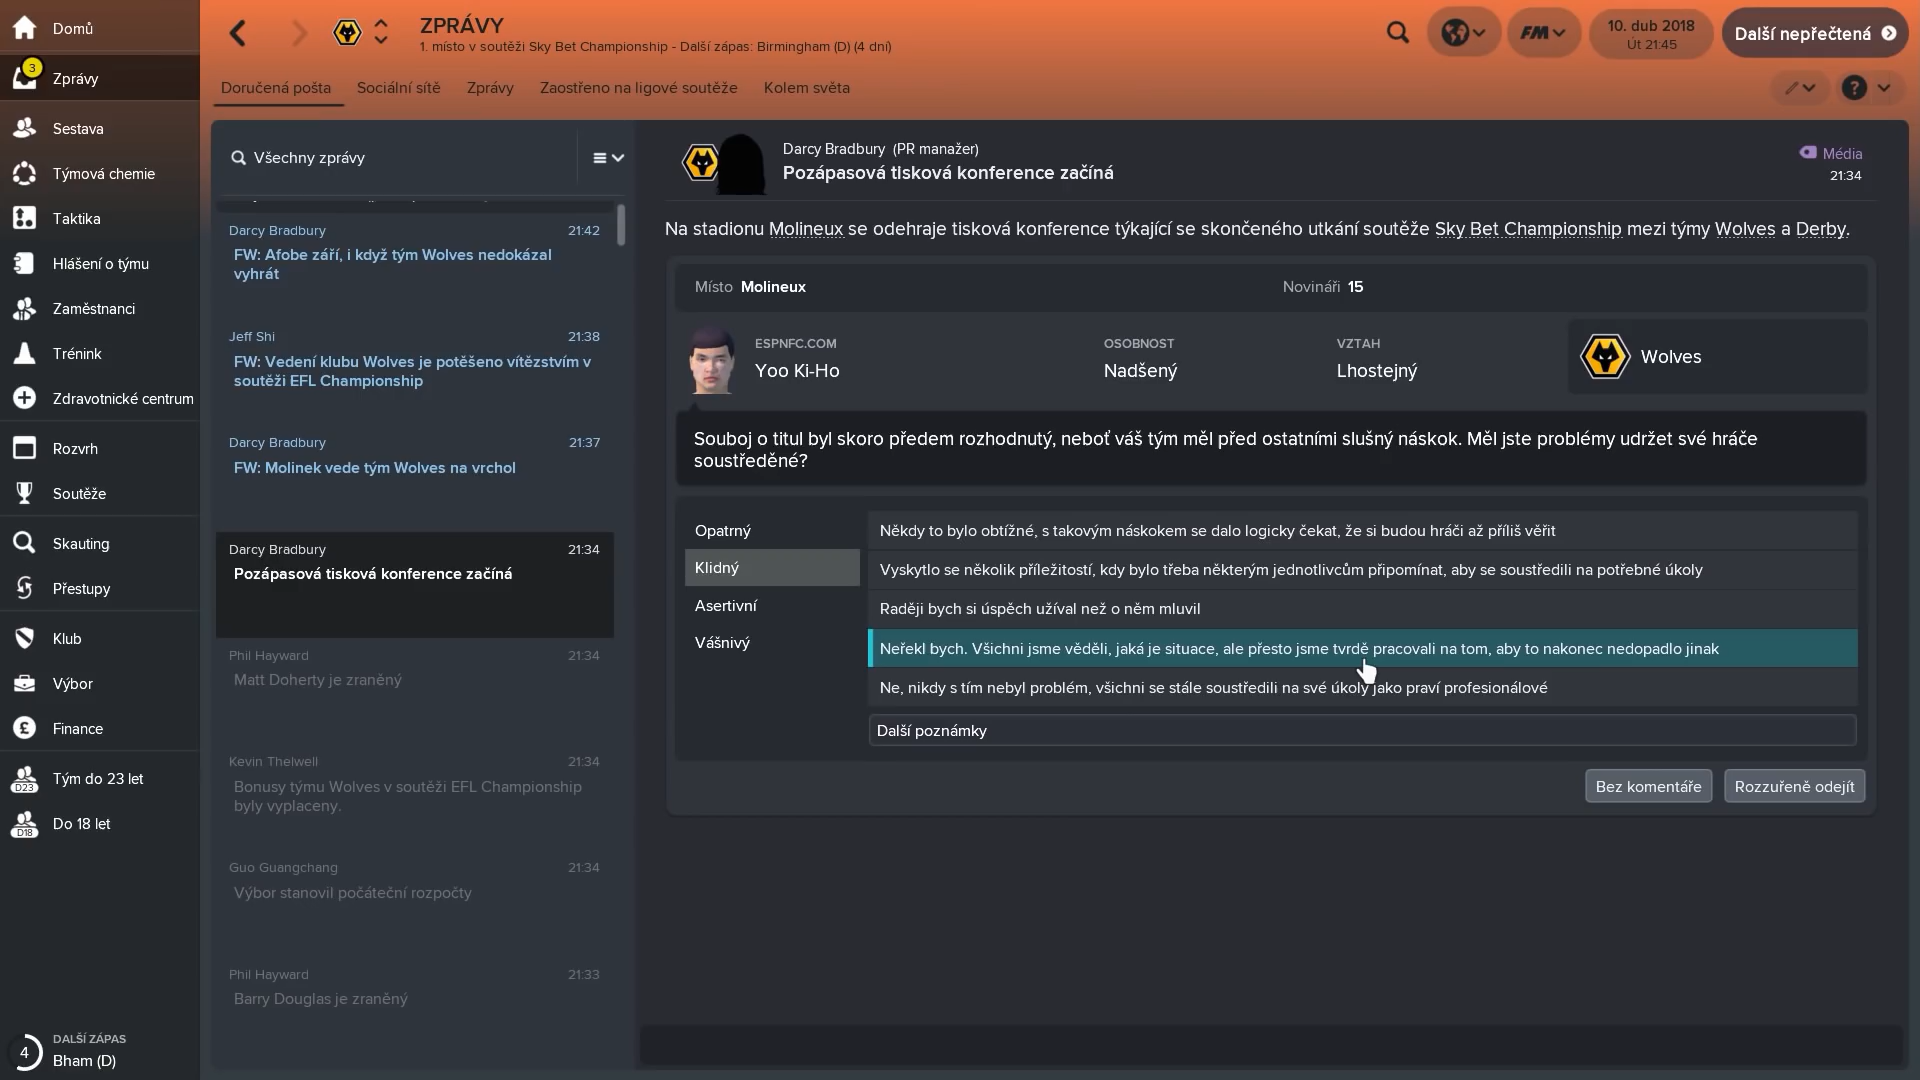 Domů
3
Zprávy
Sestava
Týmová chemie
Taktika
Hlášení o týmu
Zaměstnanci
Trénink
Zdravotnické centrum
Rozvrh
Soutěže
Skauting
Přestupy
Klub
Výbor
Finance
D23
Tým do 23 let
D18
Do 18 let
4
DALŠÍ ZÁPAS
Bham (D)
ZPRÁVY
1. místo v soutěži Sky Bet Championship - Další zápas: Birmingham (D) (4 dní)
FM
10. dub 2018
Út 21:45
Další nepřečtená
Doručená pošta
Sociální sítě
Zprávy
Zaostřeno na ligové soutěže
Kolem světa
?
Všechny zprávy
Darcy Bradbury 21:42
FW: Afobe září, i když tým Wolves nedokázal
vyhrát
Jeff Shi 21:38
FW: Vedení klubu Wolves je potěšeno vítězstvím v
soutěži EFL Championship
Darcy Bradbury 21:37
FW: Molinek vede tým Wolves na vrchol
Darcy Bradbury 21:34
Pozápasová tisková konference začíná
Phil Hayward 21:34
Matt Doherty je zraněný
Kevin Thelwell 21:34
Bonusy týmu Wolves v soutěži EFL Championship
byly vyplaceny.
Guo Guangchang 21:34
Výbor stanovil počáteční rozpočty
Phil Hayward 21:33
Barry Douglas je zraněný
Darcy Bradbury (PR manažer)
Pozápasová tisková konference začíná
Média
21:34
Na stadionu Molineux se odehraje tisková konference týkající se skončeného utkání soutěže Sky Bet Championship mezi týmy Wolves a Derby.
Místo Molineux
Novináři 15
ESPNFC.COM
Yoo Ki-Ho
OSOBNOST
Nadšený
VZTAH
Lhostejný
Wolves
Souboj o titul byl skoro předem rozhodnutý, neboť váš tým měl před ostatními slušný náskok. Měl jste problémy udržet své hráče
soustředěné?
Opatrný
Klidný
Asertivní
Vášnivý
Někdy to bylo obtížné, s takovým náskokem se dalo logicky čekat, že si budou hráči až příliš věřit
Vyskytlo se několik příležitostí, kdy bylo třeba některým jednotlivcům připomínat, aby se soustředili na potřebné úkoly
Raději bych si úspěch užíval než o něm mluvil
Neřekl bych. Všichni jsme věděli, jaká je situace, ale přesto jsme tvrdě pracovali na tom, aby to nakonec nedopadlo jinak
Ne, nikdy s tím nebyl problém, všichni se stále soustředili na své úkoly jako praví profesionálové
Další poznámky
Bez komentáře
Rozzuřeně odejít